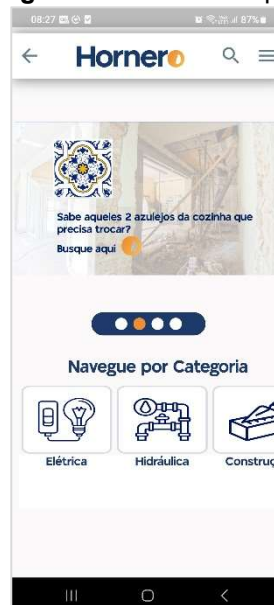 08:27
87%
Hornero
Sabe aqueles 2 azulejos da cozinha que
precisa trocar?
Busque aqui
Navegue por Categoria
Elétrica
Hidráulica
Construç